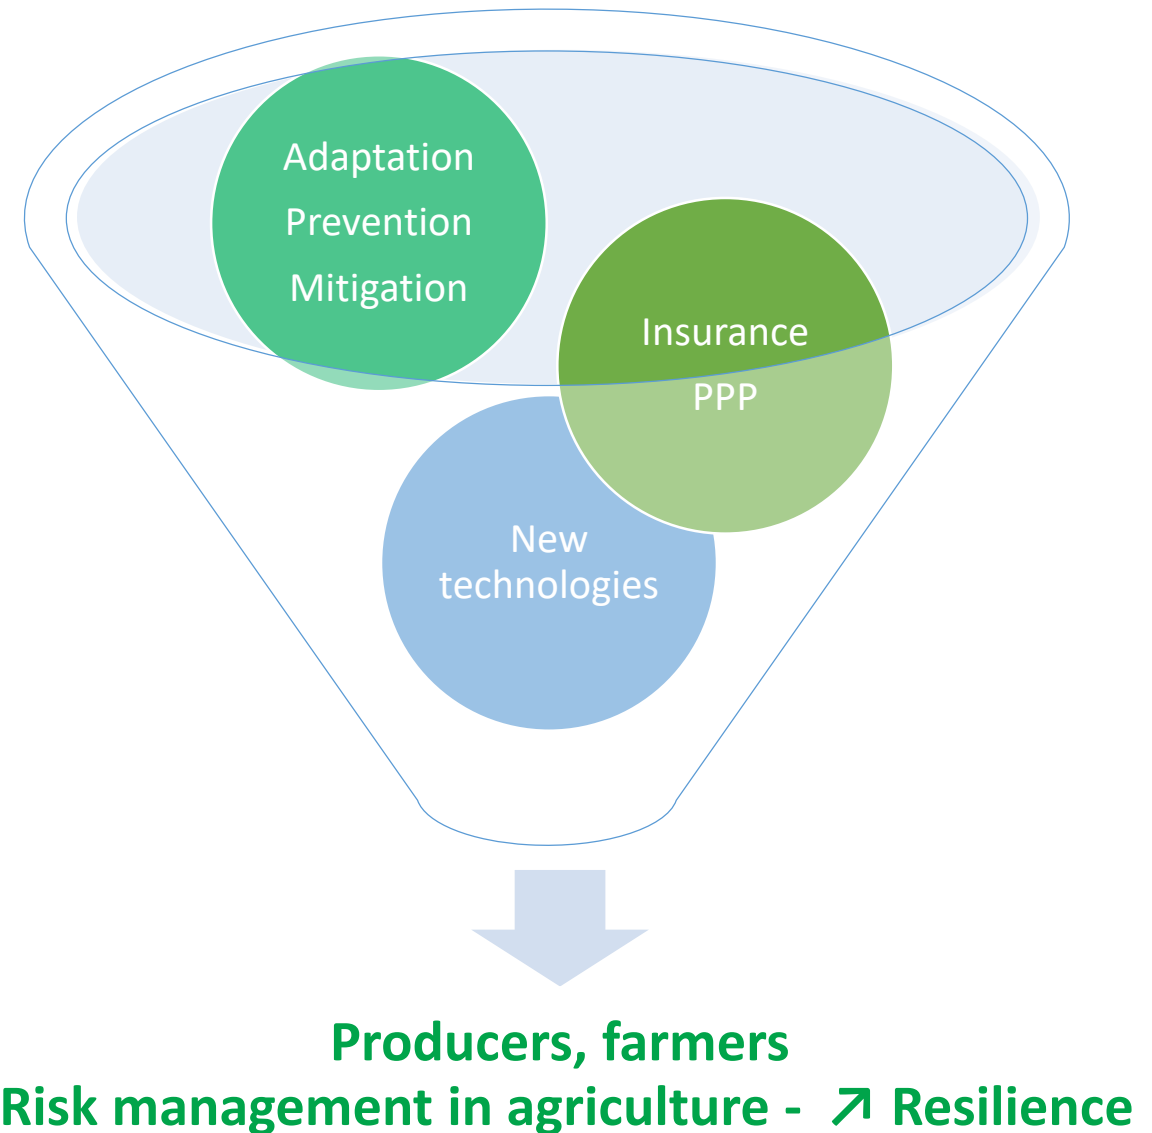 Adaptation
Prevention
Mitigation
Insurance
PPP
New
technologies
Producers, farmers
Risk management in agriculture - ↗ Resilience